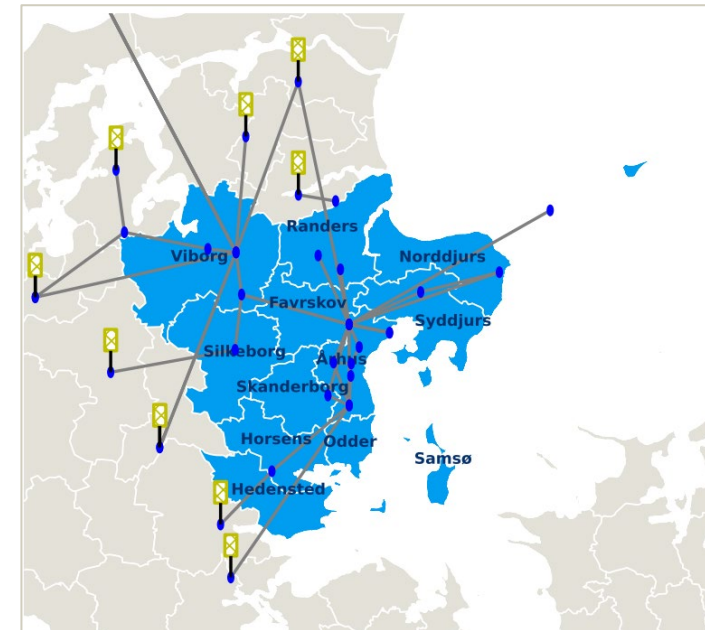 Randers
Viborg
Norddjurs
Favrskov
Syddjurs
Silkeborg
Århus
Skanderborg
Horsens
Odder
Samsø
Hedensted